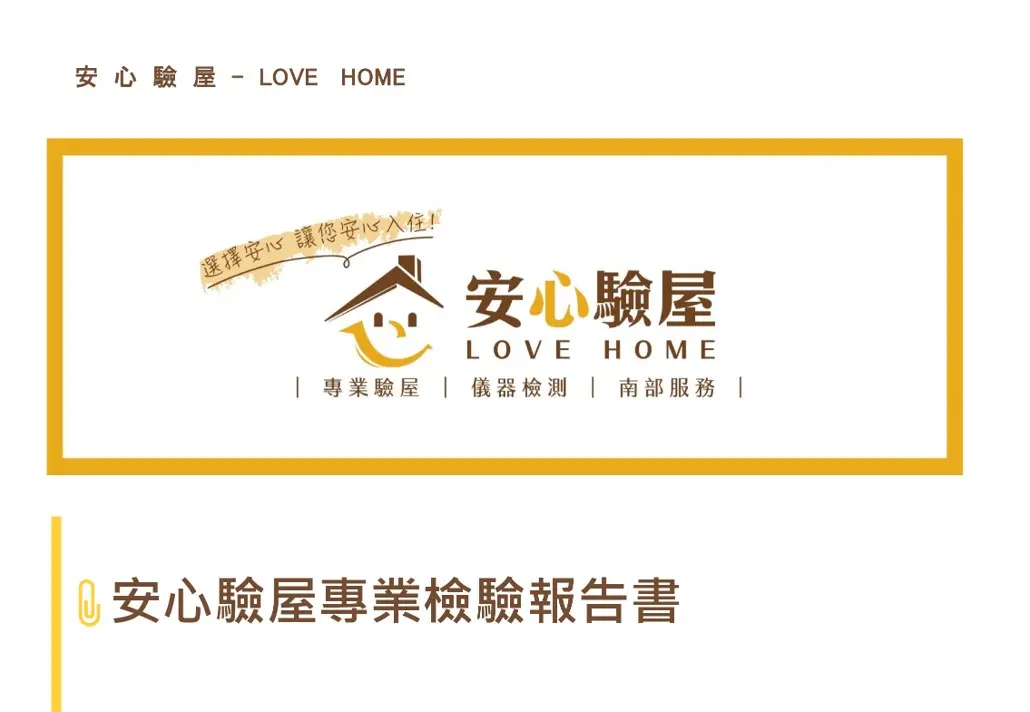 安心驗屋 - LOVE HOME
選擇安心 讓您安心入住!
安心驗屋
LOVE HOME
| 專業驗屋 | 儀器檢測 | 南部服務 |
安心驗屋專業檢驗報告書